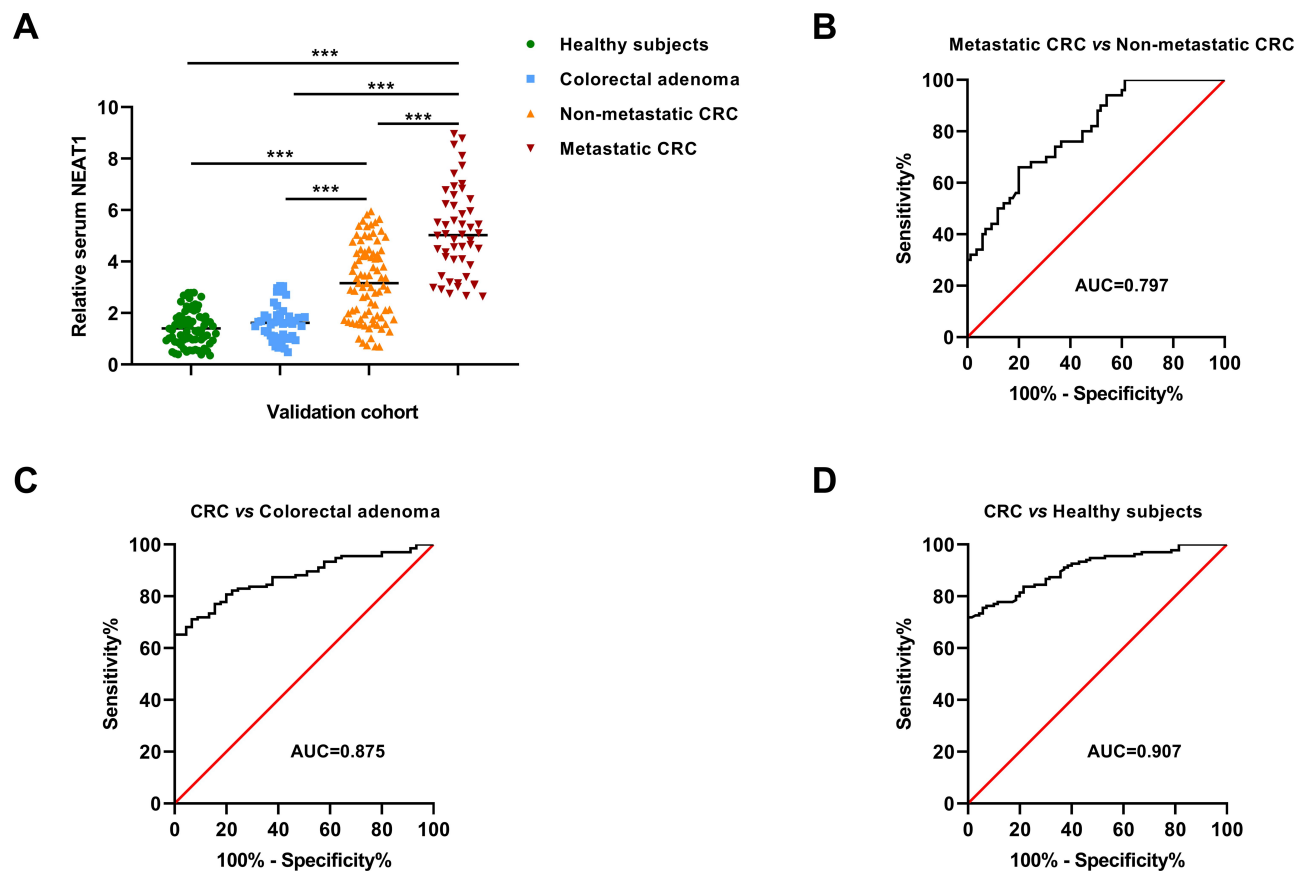 A
Healthy subjects
Colorectal adenoma
Non-metastatic CRC
Metastatic CRC
***
***
***
***
***
Relative serum NEAT1
10
8
6
4
2
0
Validation cohort
B
Metastatic CRC vs Non-metastatic CRC
Sensitivity%
100
80
60
40
20
0
AUC=0.797
0 20 40 60 80 100
100% - Specificity%
C
CRC vs Colorectal adenoma
Sensitivity%
100
80
60
40
20
0
AUC=0.875
0 20 40 60 80 100
100% - Specificity%
D
CRC vs Healthy subjects
Sensitivity%
100
80
60
40
20
0
AUC=0.907
0 20 40 60 80 100
100% - Specificity%